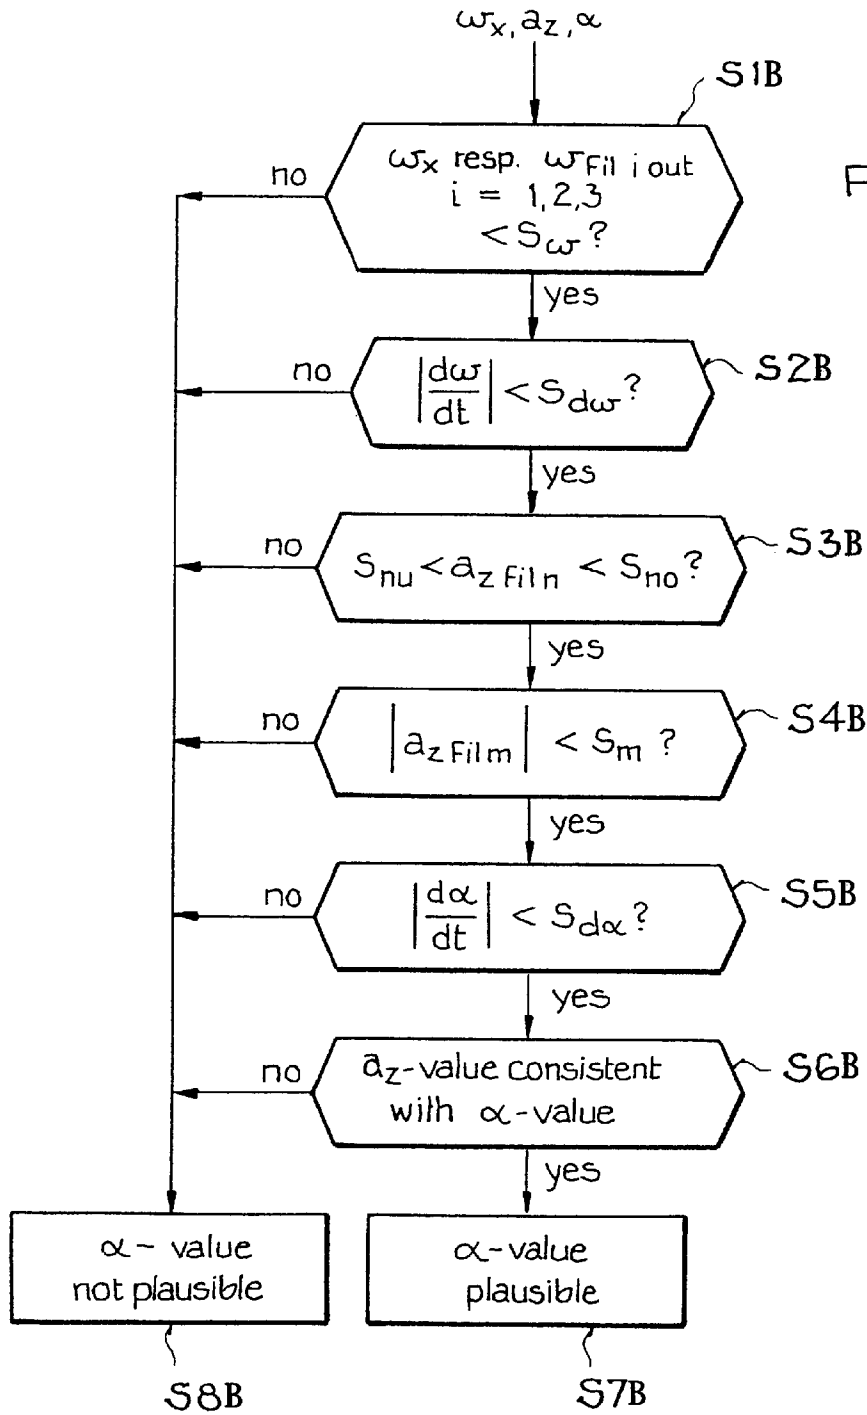 ωx, az, α
S1B
ωx resp. ωFil i out
i = 1,2,3
< Sω?
F
no
yes
S2B
|dω/dt| < Sdω?
no
yes
S3B
Snu < az Fil n < Sno?
no
yes
S4B
|az Fil m| < Sm ?
no
yes
S5B
|dα/dt| < Sdα?
no
yes
S6B
az-value consistent
with α-value
no
yes
α- value
not plausible
α-value
plausible
S8B
S7B